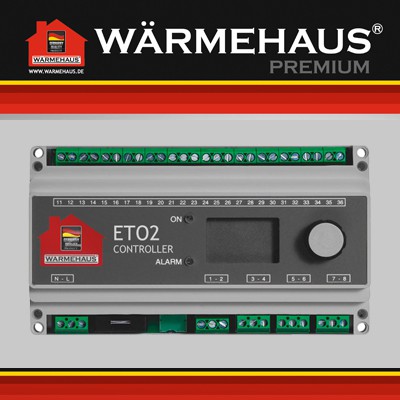 WÄRMEHAUS®
PREMIUM
WÄRMEHAUS
WWW.WARMEHAUS.DE
11 12 13 14 15 16 17 18 19 20 21 22 23 24 25 26 27 28 29 30 31 32 33 34 35 36
ON
ETO2
CONTROLLER
ALARM
WÄRMEHAUS
N - L
1 - 2
3 - 4
5 - 6
7 - 8